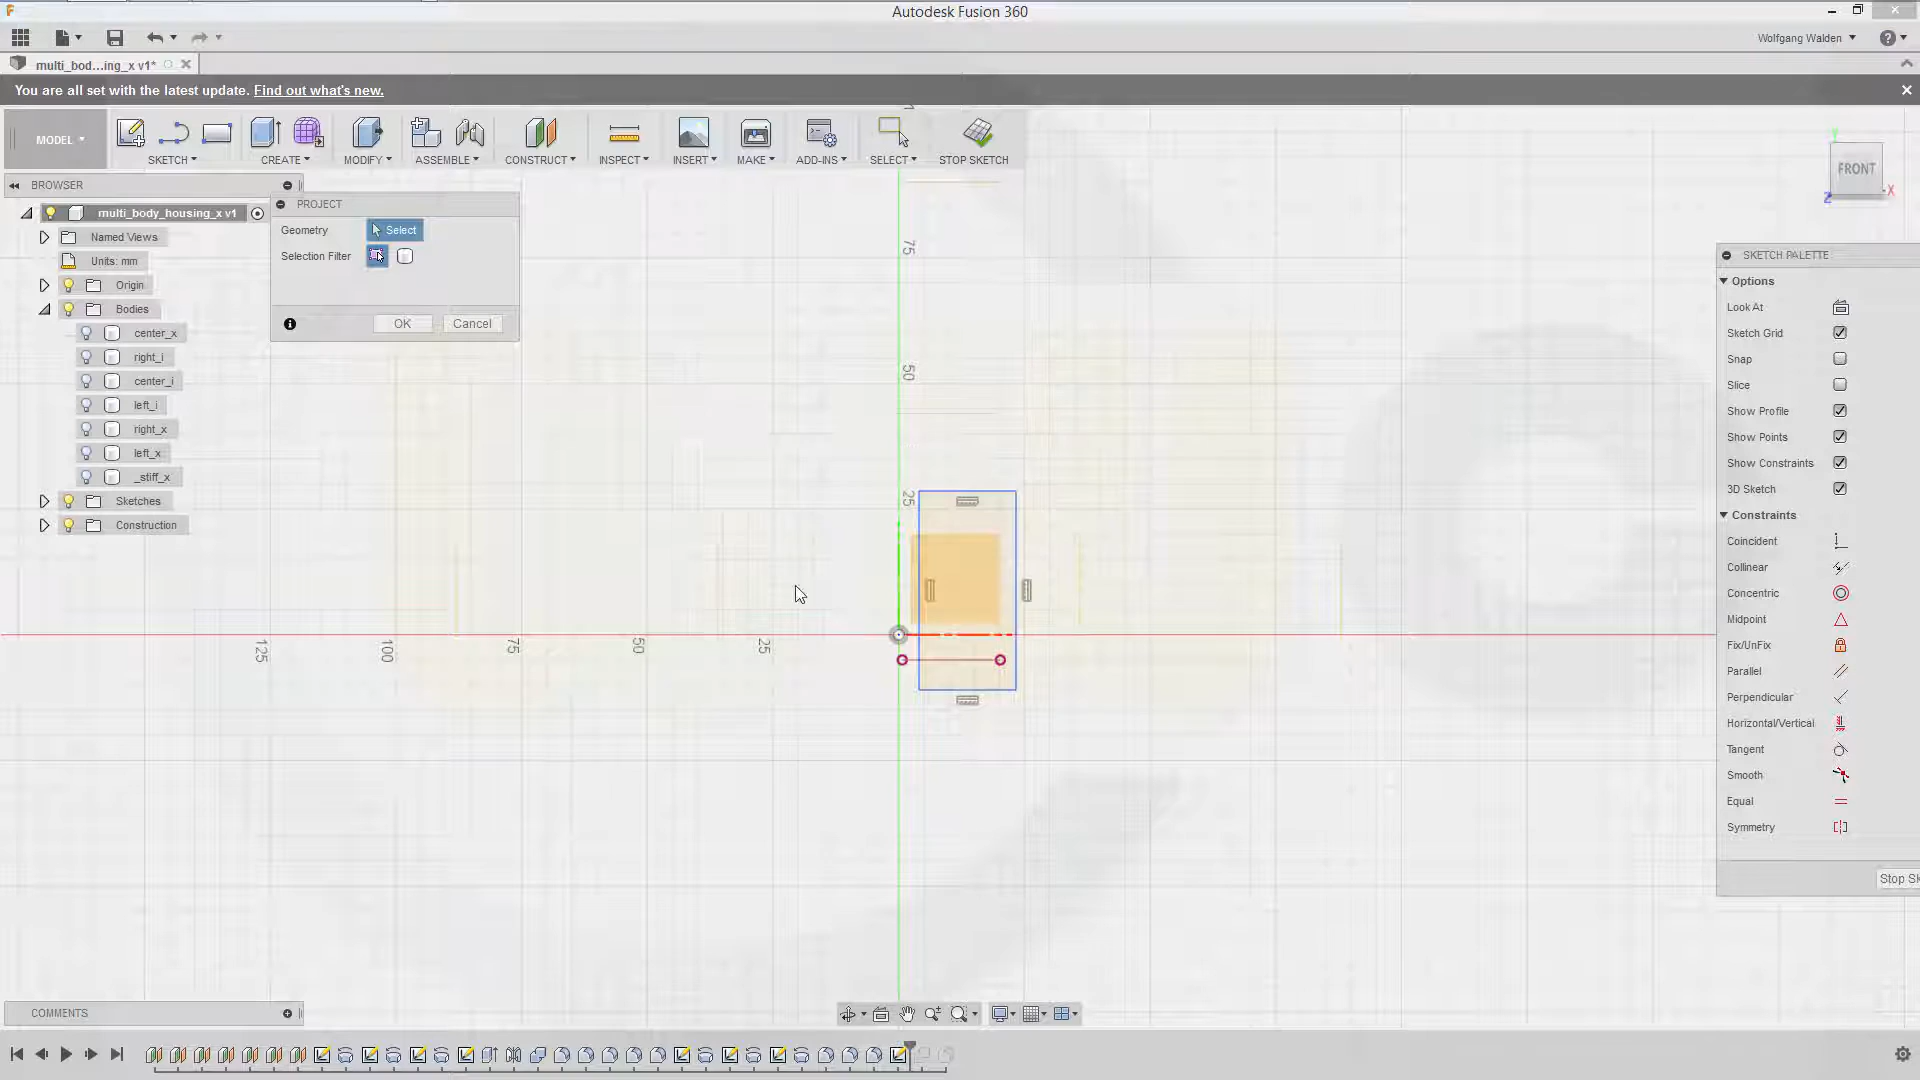 Autodesk Fusion 360
Wolfgang Walden
multi_bod...ing_x v1*
You are all set with the latest update. Find out what's new.
MODEL
SKETCH
CREATE
MODIFY
ASSEMBLE
CONSTRUCT
INSPECT
INSERT
MAKE
ADD-INS
SELECT
STOP SKETCH
BROWSER
multi_body_housing_x v1
Named Views
Units: mm
Origin
Bodies
center_x
right_i
center_i
left_i
right_x
left_x
_stiff_x
Sketches
Construction
PROJECT
Geometry
Select
Selection Filter
OK
Cancel
FRONT
X
Z
75
50
25
125
100
75
50
25
SKETCH PALETTE
Options
Look At
Sketch Grid
Snap
Slice
Show Profile
Show Points
Show Constraints
3D Sketch
Constraints
Coincident
Collinear
Concentric
Midpoint
Fix/UnFix
Parallel
Perpendicular
Horizontal/Vertical
Tangent
Smooth
Equal
Symmetry
Stop Sk
COMMENTS